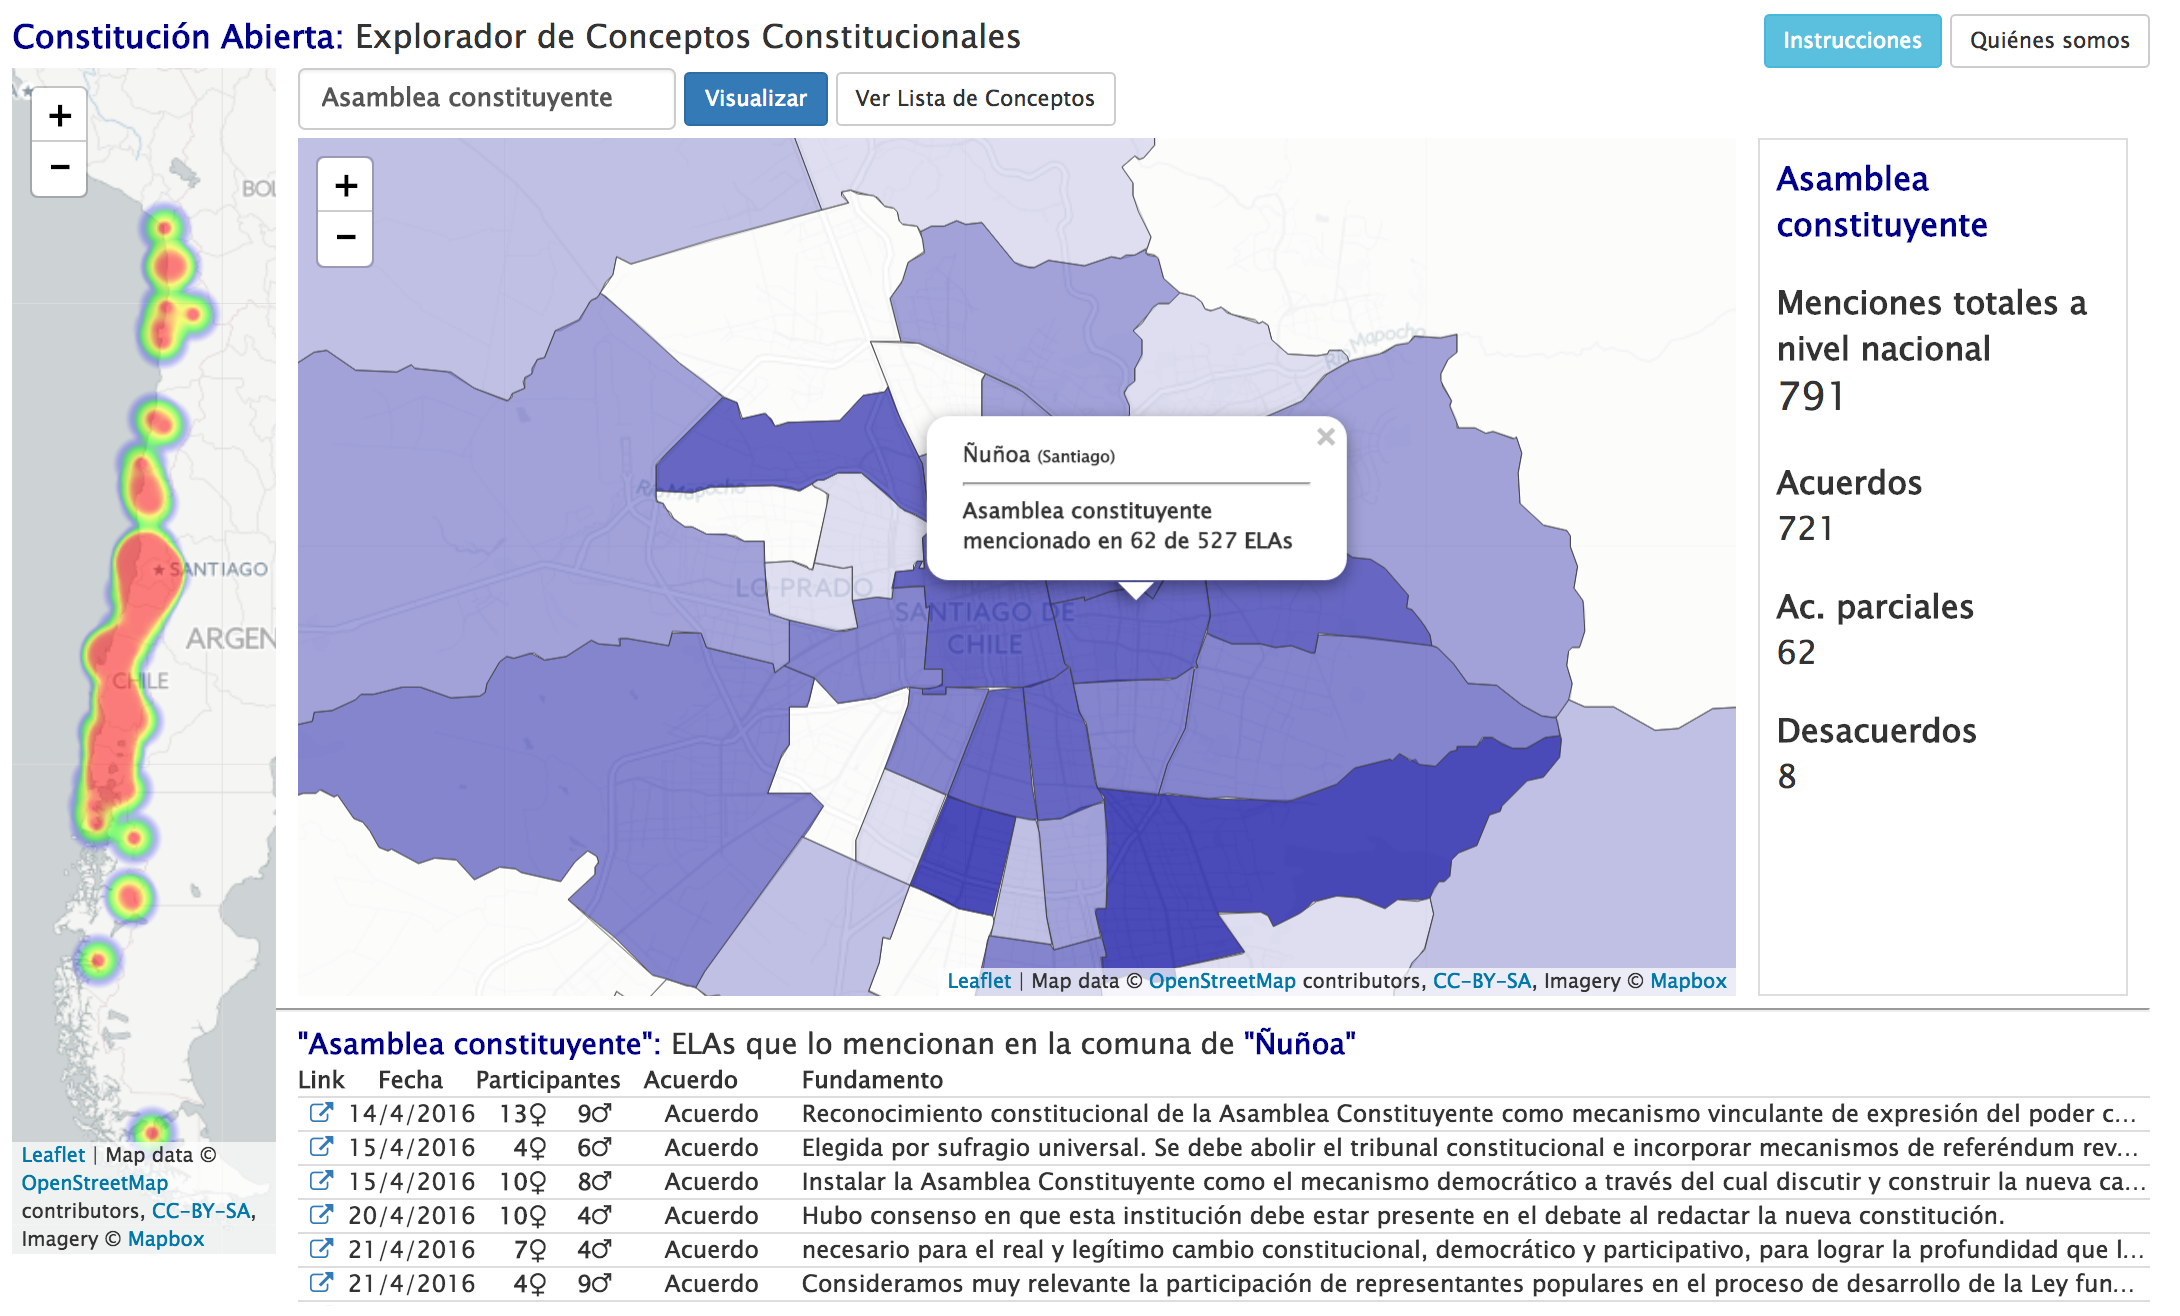 Constitución Abierta: Explorador de Conceptos Constitucionales
Instrucciones
Quiénes somos
Asamblea constituyente
Visualizar
Ver Lista de Conceptos
+
−
BOL
SANTIAGO
ARGEN
CHILE
Leaflet | Map data ©
OpenStreetMap
contributors, CC-BY-SA,
Imagery © Mapbox
+
−
Río Mapocho
Río Mapocho
LO PRADO
SANTIAGO DE
CHILE
Ñuñoa (Santiago)
×
Asamblea constituyente
mencionado en 62 de 527 ELAs
Leaflet | Map data © OpenStreetMap contributors, CC-BY-SA, Imagery © Mapbox
Asamblea
constituyente
Menciones totales a
nivel nacional
791
Acuerdos
721
Ac. parciales
62
Desacuerdos
8
"Asamblea constituyente": ELAs que lo mencionan en la comuna de "Ñuñoa"
Link Fecha Participantes Acuerdo Fundamento
14/4/2016 13♀ 9♂ Acuerdo Reconocimiento constitucional de la Asamblea Constituyente como mecanismo vinculante de expresión del poder c...
15/4/2016 4♀ 6♂ Acuerdo Elegida por sufragio universal. Se debe abolir el tribunal constitucional e incorporar mecanismos de referéndum rev...
15/4/2016 10♀ 8♂ Acuerdo Instalar la Asamblea Constituyente como el mecanismo democrático a través del cual discutir y construir la nueva ca...
20/4/2016 10♀ 4♂ Acuerdo Hubo consenso en que esta institución debe estar presente en el debate al redactar la nueva constitución.
21/4/2016 7♀ 4♂ Acuerdo necesario para el real y legítimo cambio constitucional, democrático y participativo, para lograr la profundidad que l...
21/4/2016 4♀ 9♂ Acuerdo Consideramos muy relevante la participación de representantes populares en el proceso de desarrollo de la Ley fun...